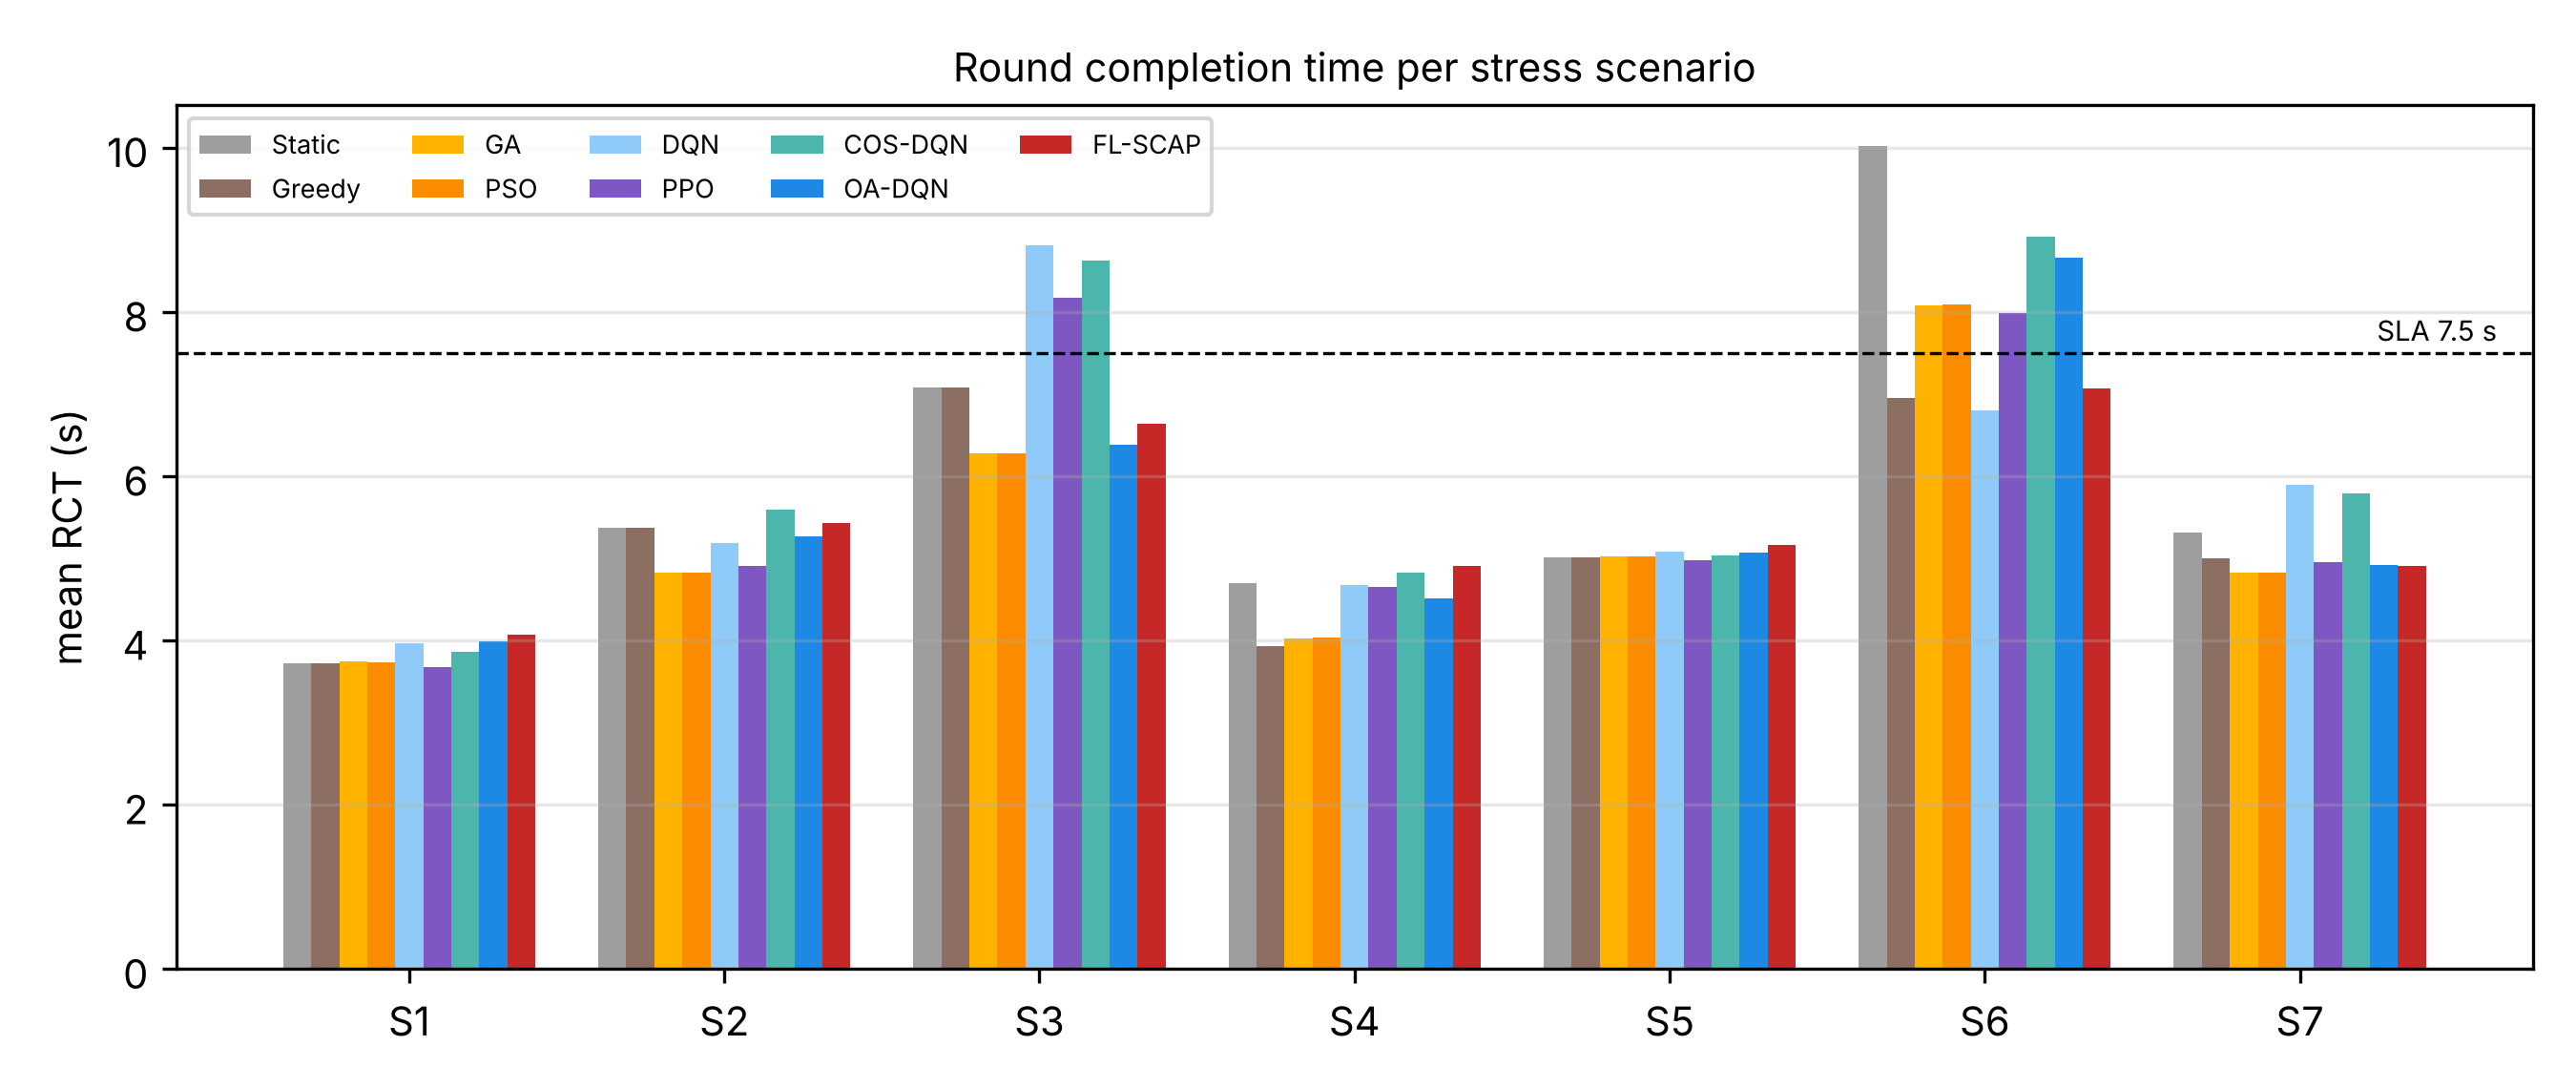 Round completion time per stress scenario
Static GA DQN COS-DQN FL-SCAP
Greedy PSO PPO OA-DQN
10
8
6
4
2
0
mean RCT (s)
SLA 7.5 s
S1 S2 S3 S4 S5 S6 S7